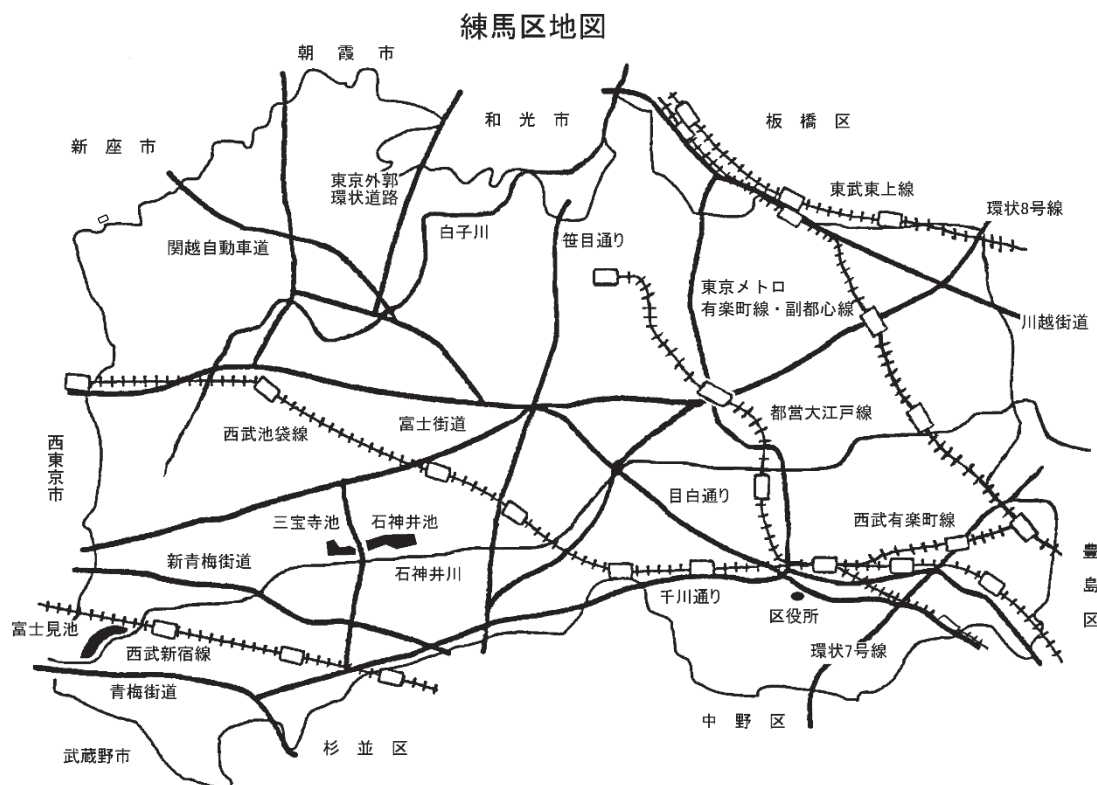 練馬区地図
朝霞市
和光市
板橋区
新座市
東京外郭
環状道路
東武東上線
環状8号線
関越自動車道
白子川
笹目通り
東京メトロ
有楽町線・副都心線
川越街道
西武池袋線
富士街道
都営大江戸線
西東京市
目白通り
三宝寺池
石神井池
西武有楽町線
新青梅街道
石神井川
豊島区
千川通り
区役所
富士見池
西武新宿線
環状7号線
青梅街道
中野区
武蔵野市
杉並区